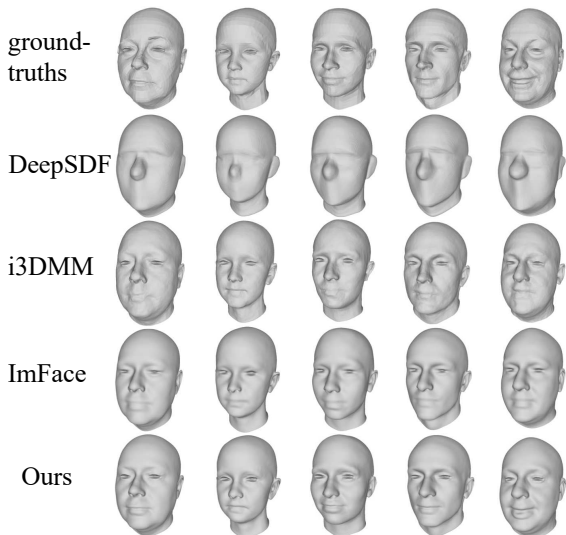 ground-
truths
DeepSDF
i3DMM
ImFace
Ours